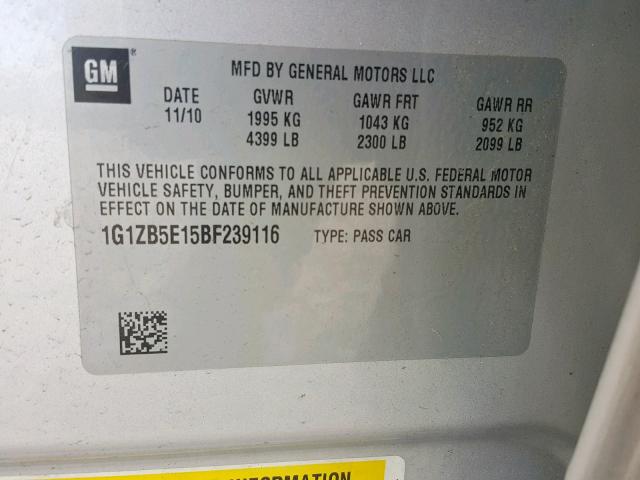 GM
MFD BY GENERAL MOTORS LLC
DATE GVWR GAWR FRT GAWR RR
11/10 1995 KG 1043 KG 952 KG
4399 LB 2300 LB 2099 LB
THIS VEHICLE CONFORMS TO ALL APPLICABLE U.S. FEDERAL MOTOR
VEHICLE SAFETY, BUMPER, AND THEFT PREVENTION STANDARDS IN
EFFECT ON THE DATE OF MANUFACTURE SHOWN ABOVE.
1G1ZB5E15BF239116 TYPE: PASS CAR
INFORMATION